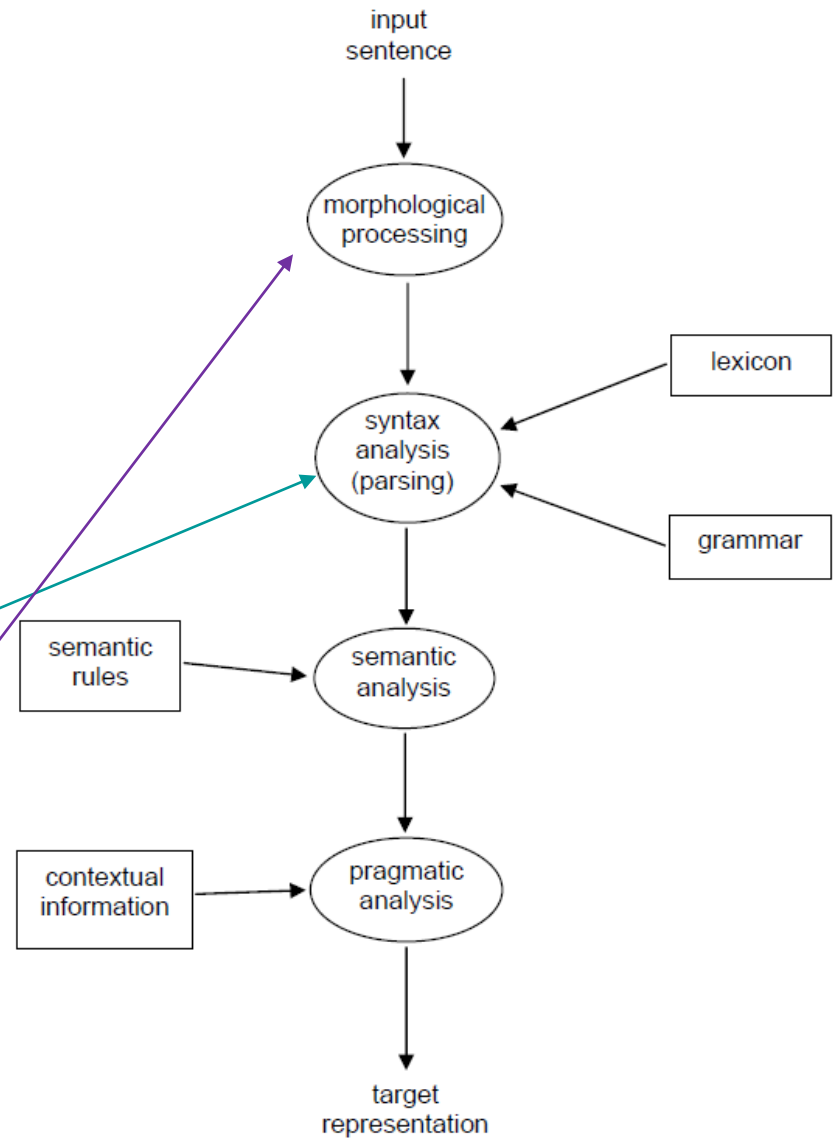 input
sentence
morphological
processing
lexicon
syntax
analysis
(parsing)
grammar
semantic
rules
semantic
analysis
contextual
information
pragmatic
analysis
target
representation